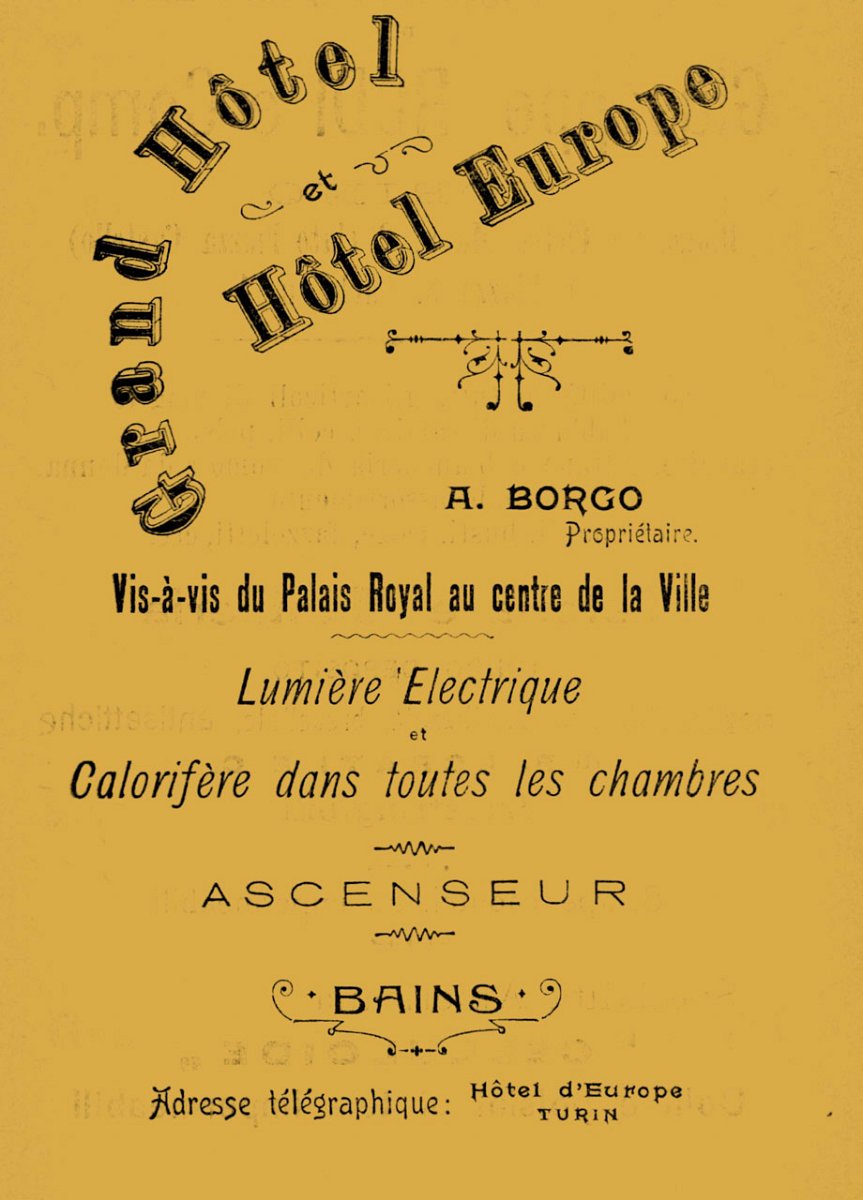 Grand Hôtel
et
Hôtel Europe
A. BORGO
Propriétaire.
Vis-à-vis du Palais Royal au centre de la Ville
Lumière 'Electrique
et
Calorifère dans toutes les chambres
ASCENSEUR
BAINS
Adresse télégraphique: Hôtel d'Europe
TURIN